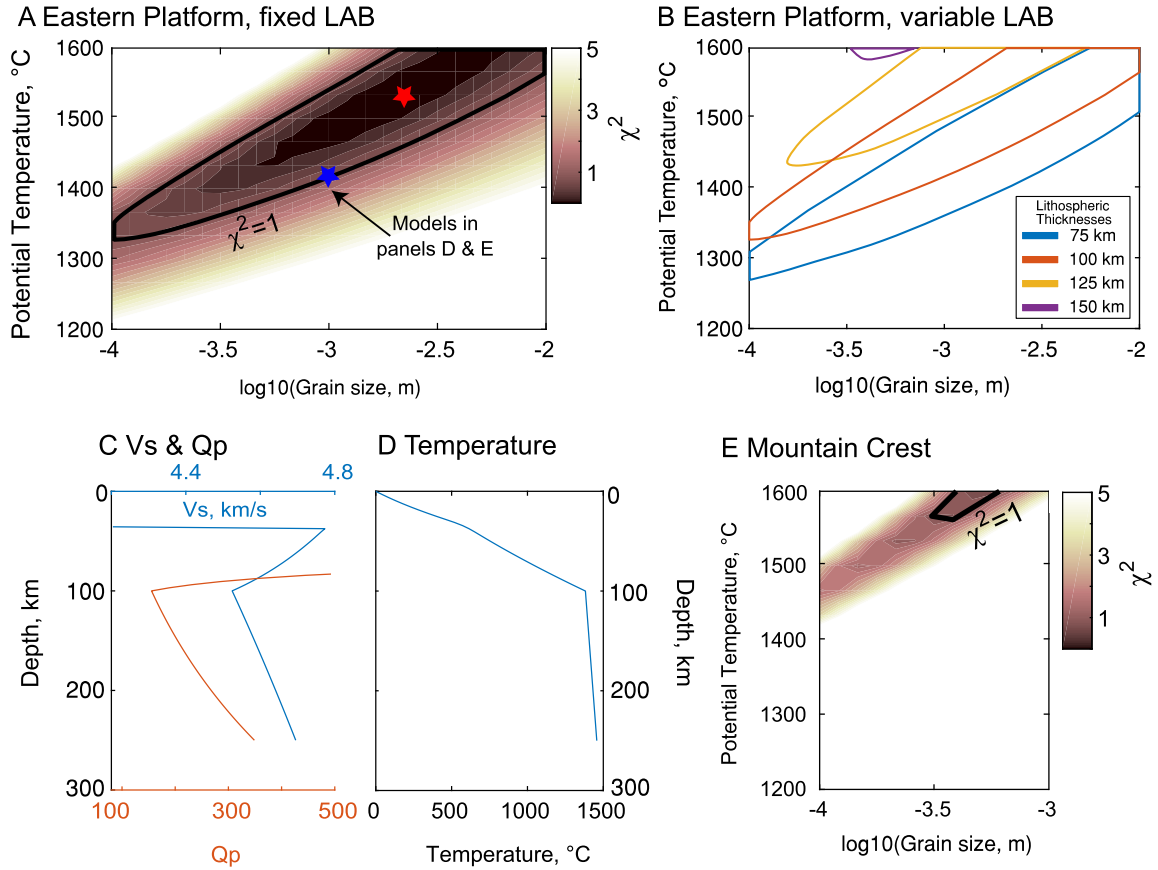 A Eastern Platform, fixed LAB
Potential Temperature, °C
1600
1500
1400
1300
1200
-4
-3.5
-3
-2.5
-2
log10(Grain size, m)
χ²=1
Models in
panels D & E
5
3
1
χ²
B Eastern Platform, variable LAB
Potential Temperature, °C
1600
1500
1400
1300
1200
-4
-3.5
-3
-2.5
-2
log10(Grain size, m)
Lithospheric
Thicknesses
75 km
100 km
125 km
150 km
C Vs & Qp
4.4
4.8
Vs, km/s
Depth, km
0
100
200
300
100
300
500
Qp
D Temperature
0
100
200
300
Depth, km
0
500
1000
1500
Temperature, °C
E Mountain Crest
Potential Temperature, °C
1600
1500
1400
1300
1200
-4
-3.5
-3
log10(Grain size, m)
χ²=1
5
3
1
χ²